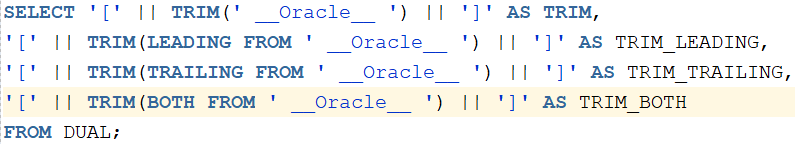 SELECT '[' || TRIM(' __Oracle__ ') || ']' AS TRIM,
'[' || TRIM(LEADING FROM ' __Oracle__ ') || ']' AS TRIM_LEADING,
'[' || TRIM(TRAILING FROM ' __Oracle__ ') || ']' AS TRIM_TRAILING,
'[' || TRIM(BOTH FROM ' __Oracle__ ') || ']' AS TRIM_BOTH
FROM DUAL;